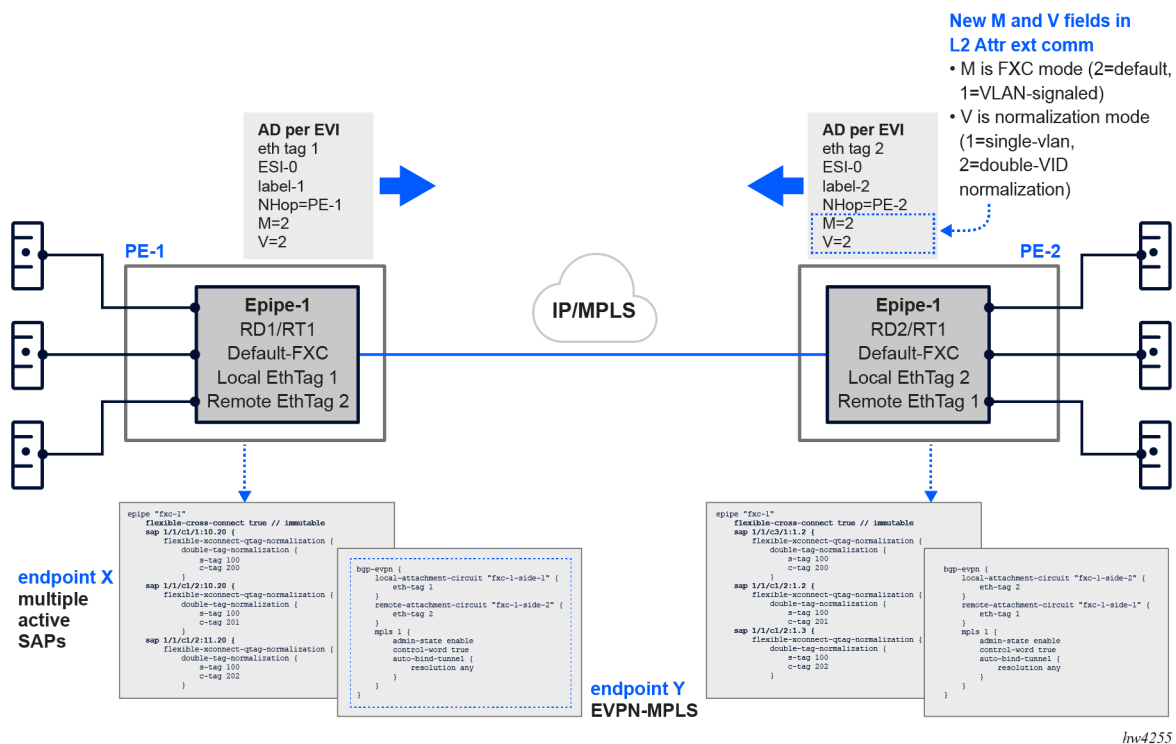 New M and V fields in
L2 Attr ext comm
• M is FXC mode (2=default,
1=VLAN-signaled)
• V is normalization mode
(1=single-vlan,
2=double-VID
normalization)
AD per EVI
eth tag 1
ESI-0
label-1
NHop=PE-1
M=2
V=2
AD per EVI
eth tag 2
ESI-0
label-2
NHop=PE-2
M=2
V=2
PE-1
PE-2
Epipe-1
RD1/RT1
Default-FXC
Local EthTag 1
Remote EthTag 2
IP/MPLS
Epipe-1
RD2/RT1
Default-FXC
Local EthTag 2
Remote EthTag 1
endpoint X
multiple
active
SAPs
epipe "fxc-1"
flexible-cross-connect true // immutable
sap 1/1/c1/1:10.20 {
flexible-xconnect-qtag-normalization {
double-tag-normalization {
s-tag 100
c-tag 200
}
sap 1/1/c1/2:10.20 {
flexible-xconnect-qtag-normalization {
double-tag-normalization {
s-tag 100
c-tag 201
}
sap 1/1/c1/2:11.20 {
flexible-xconnect-qtag-normalization {
double-tag-normalization {
s-tag 100
c-tag 202
}
bgp-evpn {
local-attachment-circuit "fxc-1-side-1" {
eth-tag 1
}
remote-attachment-circuit "fxc-1-side-2" {
eth-tag 2
}
mpls 1 {
admin-state enable
control-word true
auto-bind-tunnel {
resolution any
}
}
}
endpoint Y
EVPN-MPLS
epipe "fxc-1"
flexible-cross-connect true // immutable
sap 1/1/c3/1:1.2 {
flexible-xconnect-qtag-normalization {
double-tag-normalization {
s-tag 100
c-tag 200
}
sap 1/1/c1/2:1.2 {
flexible-xconnect-qtag-normalization {
double-tag-normalization {
s-tag 100
c-tag 201
}
sap 1/1/c1/2:1.3 {
flexible-xconnect-qtag-normalization {
double-tag-normalization {
s-tag 100
c-tag 202
}
bgp-evpn {
local-attachment-circuit "fxc-1-side-2" {
eth-tag 2
}
remote-attachment-circuit "fxc-1-side-1" {
eth-tag 1
}
mpls 1 {
admin-state enable
control-word true
auto-bind-tunnel {
resolution any
}
}
}
hw4255